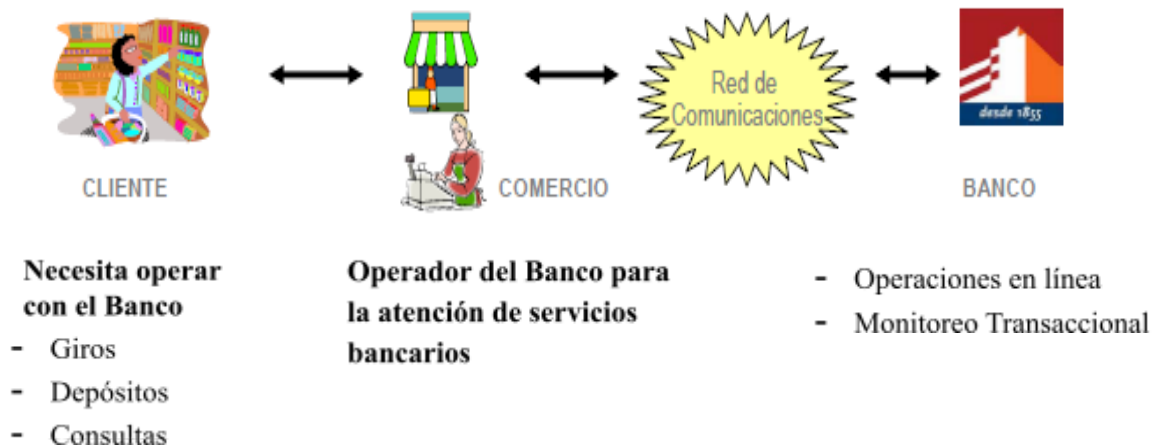 Red de
Comunicaciones
desde 1855
CLIENTE
COMERCIO
BANCO
Necesita operar
con el Banco
- Giros
- Depósitos
- Consultas
Operador del Banco para
la atención de servicios
bancarios
- Operaciones en línea
- Monitoreo Transaccional